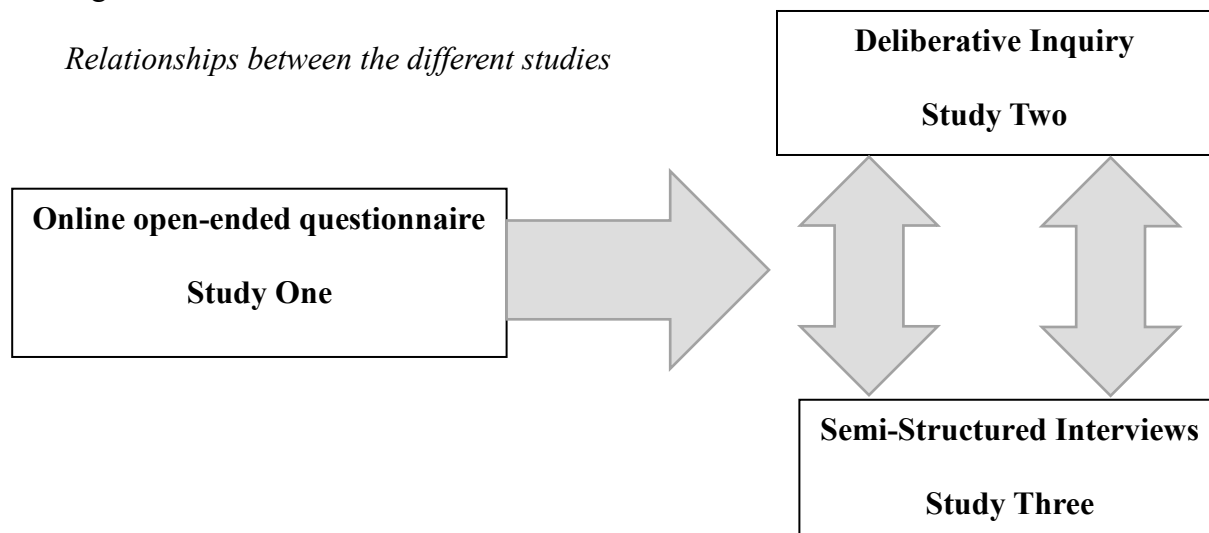 Relationships between the different studies
Deliberative Inquiry
Study Two
Online open-ended questionnaire
Study One
Semi-Structured Interviews
Study Three